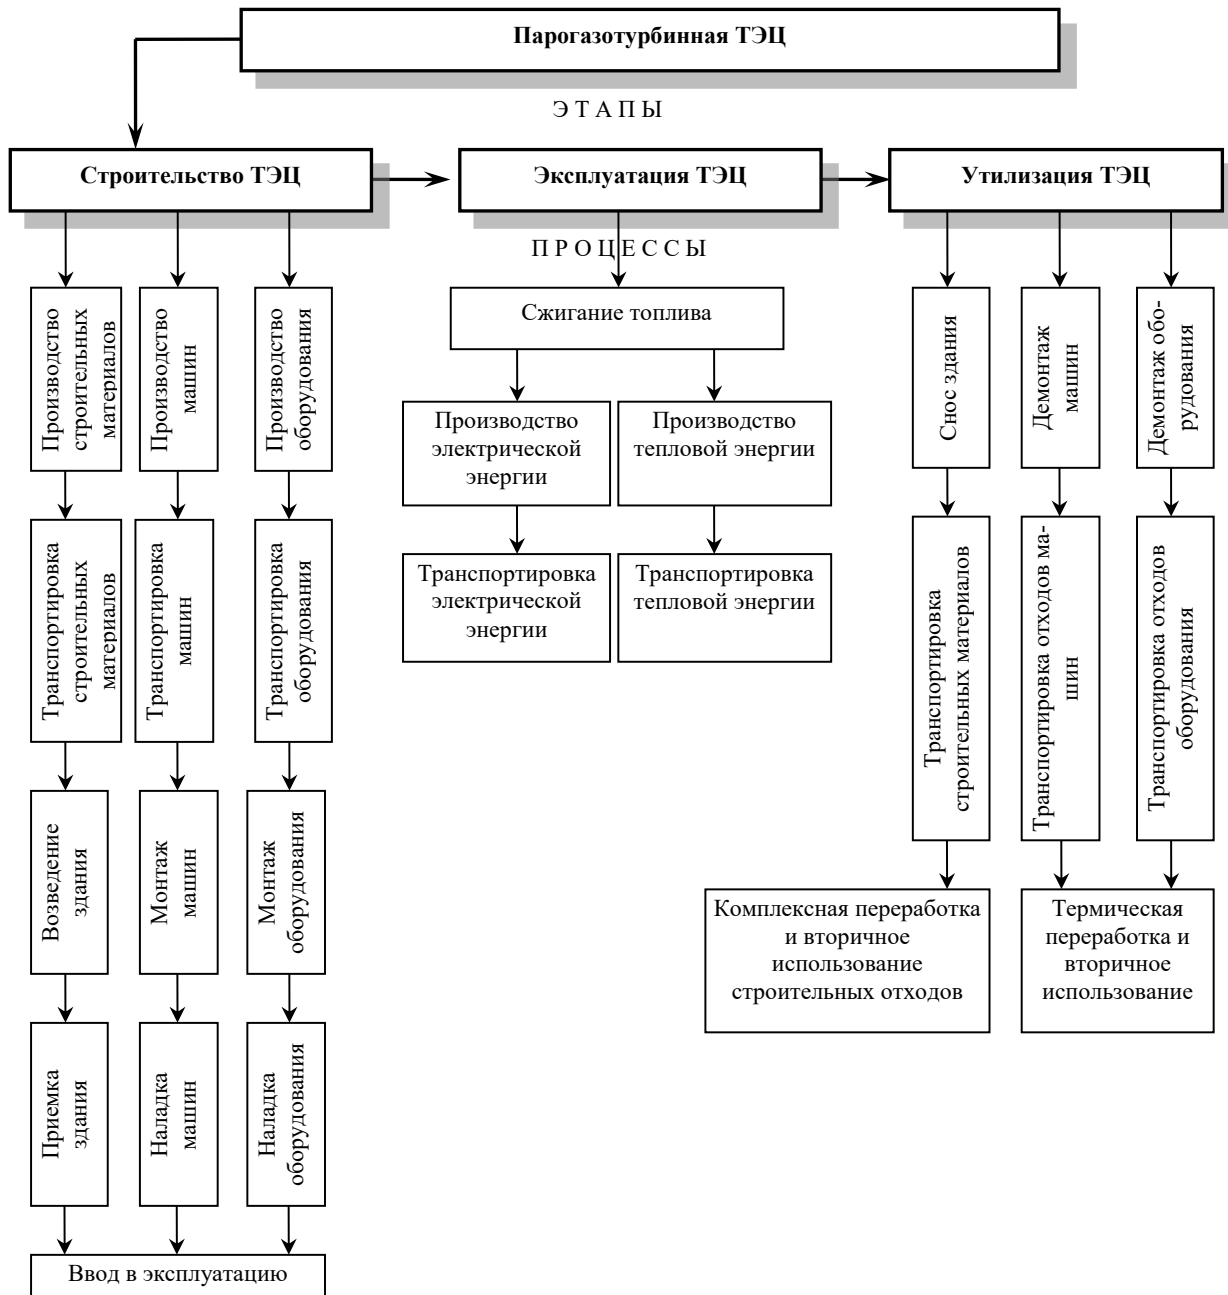 Парогазотурбинная ТЭЦ
Э Т А П Ы
Строительство ТЭЦ
Эксплуатация ТЭЦ
Утилизация ТЭЦ
П Р О Ц Е С С Ы
Производство
строительных
материалов
Производство
машин
Производство
оборудования
Транспортировка
строительных
материалов
Транспортировка
машин
Транспортировка
оборудования
Возведение
здания
Монтаж
машин
Монтаж
оборудования
Приемка
здания
Наладка
машин
Наладка
оборудования
Ввод в эксплуатацию
Сжигание топлива
Производство
электрической
энергии
Производство
тепловой энергии
Транспортировка
электрической
энергии
Транспортировка
тепловой энергии
Снос здания
Демонтаж
машин
Демонтаж обо-
рудования
Транспортировка
строительных материалов
Транспортировка отходов ма-
шин
Транспортировка отходов
оборудования
Комплексная переработка
и вторичное
использование
строительных отходов
Термическая
переработка и
вторичное
использование